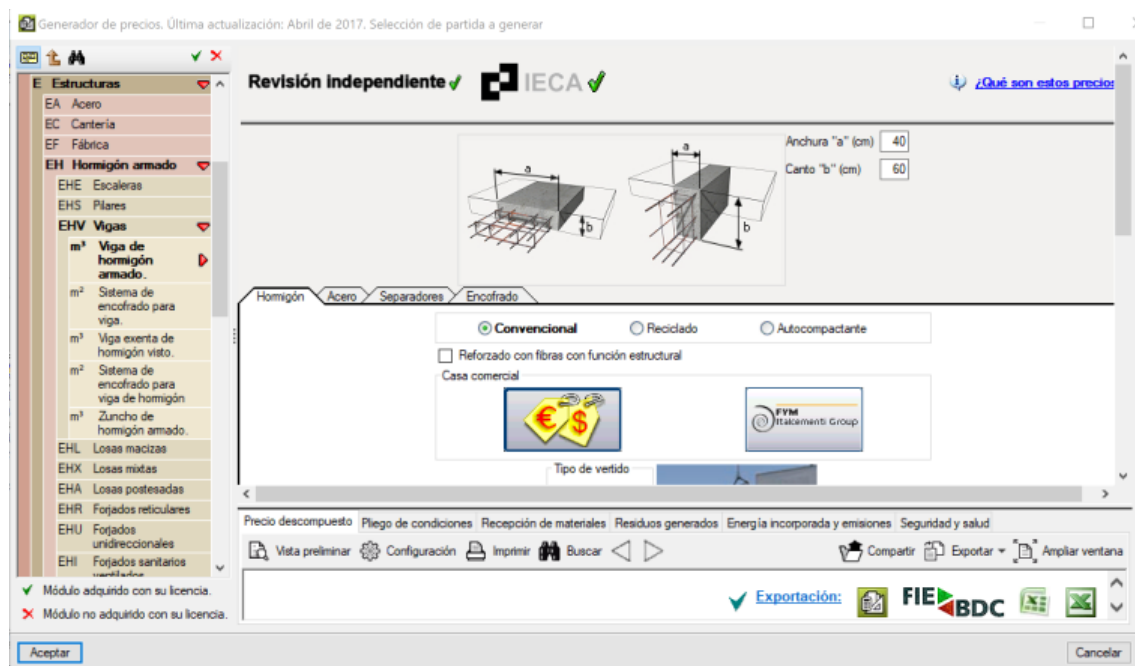 Generador de precios. Última actualización: Abril de 2017. Selección de partida a generar
E Estructuras
EA Acero
EC Cantería
EF Fábrica
EH Hormigón armado
EHE Escaleras
EHS Pilares
EHV Vigas
m³ Viga de
hormigón
armado.
m² Sistema de
encofrado para
viga.
m³ Viga exenta de
hormigón visto.
m² Sistema de
encofrado para
viga de hormigón
m³ Zuncho de
hormigón armado.
EHL Losas macizas
EHX Losas mixtas
EHA Losas postesadas
EHR Forjados reticulares
EHU Forjados
unidireccionales
EHI Forjados sanitarios
ventilados
Módulo adquirido con su licencia.
Módulo no adquirido con su licencia.
Revisión independiente IECA
¿Qué son estos precios
a
b
a
b
Anchura "a" (cm) 40
Canto "b" (cm) 60
Hormigón Acero Separadores Encofrado
Convencional Reciclado Autocompactante
Reforzado con fibras con función estructural
Casa comercial
€ $
FYM
Italcementi Group
Tipo de vertido
Precio descompuesto Pliego de condiciones Recepción de materiales Residuos generados Energía incorporada y emisiones Seguridad y salud
Vista preliminar Configuración Imprimir Buscar Compartir Exportar Ampliar ventana
Exportación: FIE BDC
Aceptar Cancelar